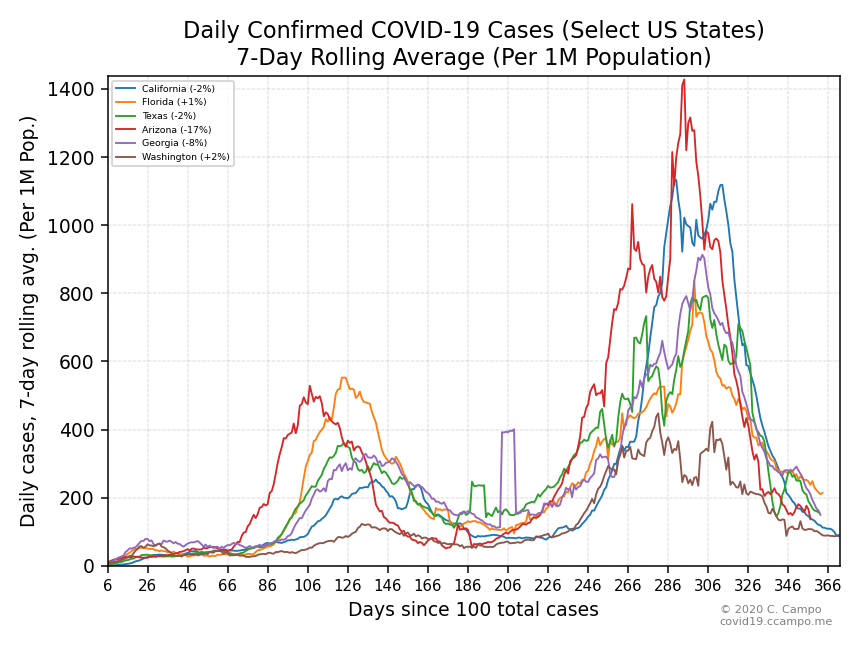 Daily Confirmed COVID-19 Cases (Select US States)
7-Day Rolling Average (Per 1M Population)
Daily cases, 7-day rolling avg. (Per 1M Pop.)
1400
1200
1000
800
600
400
200
0
California (-2%)
Florida (+1%)
Texas (-2%)
Arizona (-17%)
Georgia (-8%)
Washington (+2%)
6 26 46 66 86 106 126 146 166 186 206 226 246 266 286 306 326 346 366
Days since 100 total cases
© 2020 C. Campo
covid19.ccampo.me